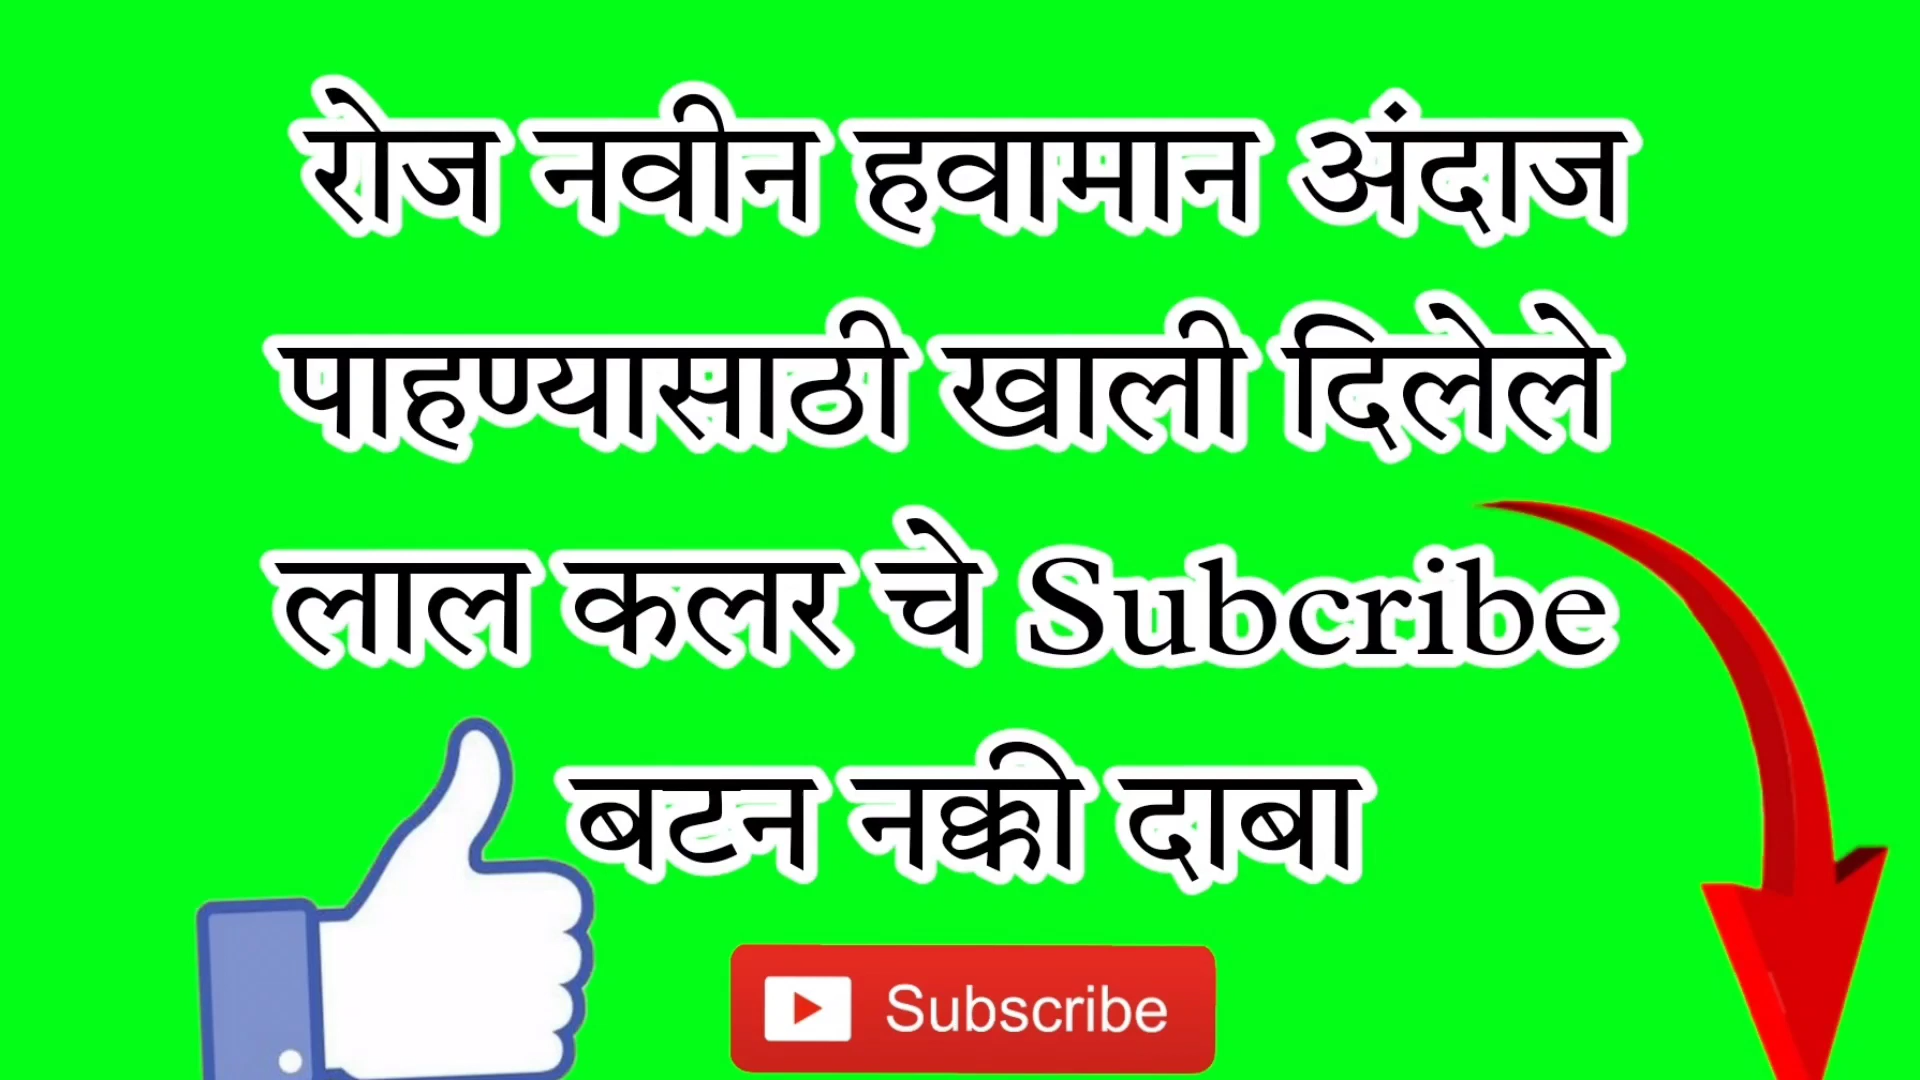 रोज नवीन हवामान अंदाज
पाहण्यासाठी खाली दिलेले
लाल कलर चे Subcribe
बटन नक्की दाबा
Subscribe